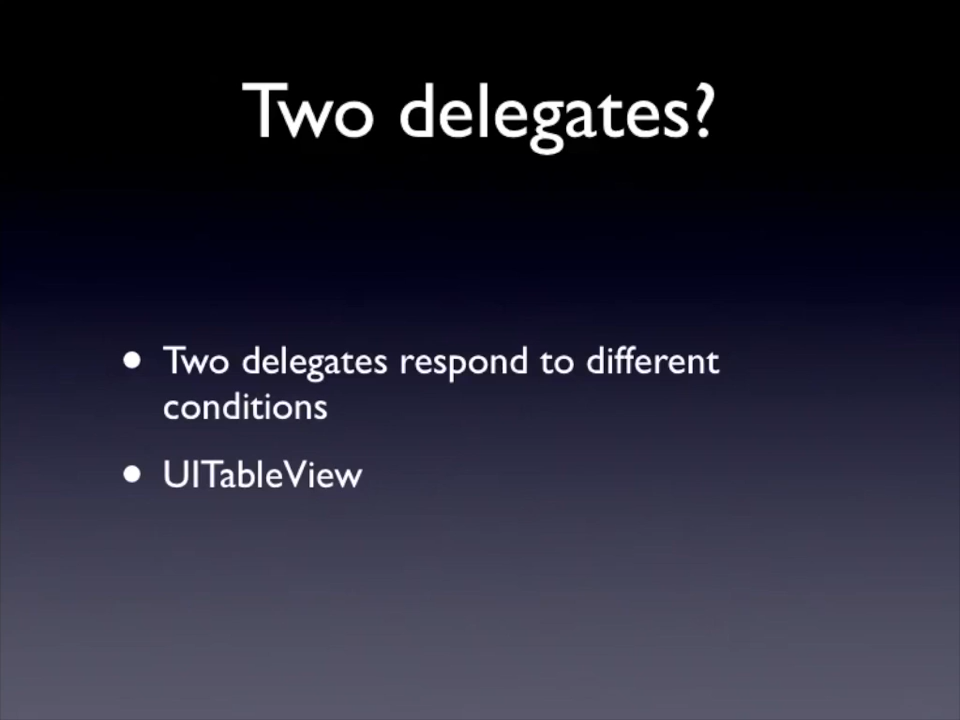 Two delegates?
• Two delegates respond to different
conditions
• UITableView